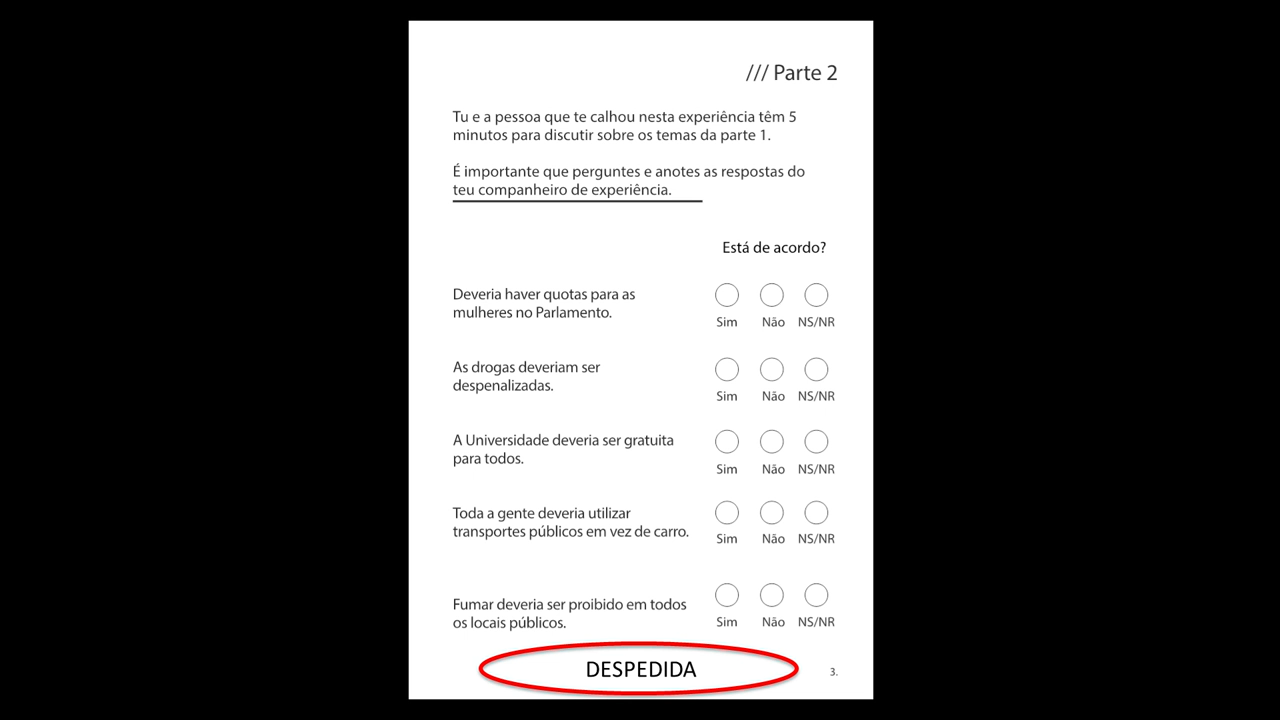 /// Parte 2
Tu e a pessoa que te calhou nesta experiência têm 5
minutos para discutir sobre os temas da parte 1.
É importante que perguntes e anotes as respostas do
teu companheiro de experiência.
Está de acordo?
Deveria haver quotas para as
mulheres no Parlamento.
Sim Não NS/NR
As drogas deveriam ser
despenalizadas.
Sim Não NS/NR
A Universidade deveria ser gratuita
para todos.
Sim Não NS/NR
Toda a gente deveria utilizar
transportes públicos em vez de carro.
Sim Não NS/NR
Fumar deveria ser proibido em todos
os locais públicos.
Sim Não NS/NR
DESPEDIDA
3.